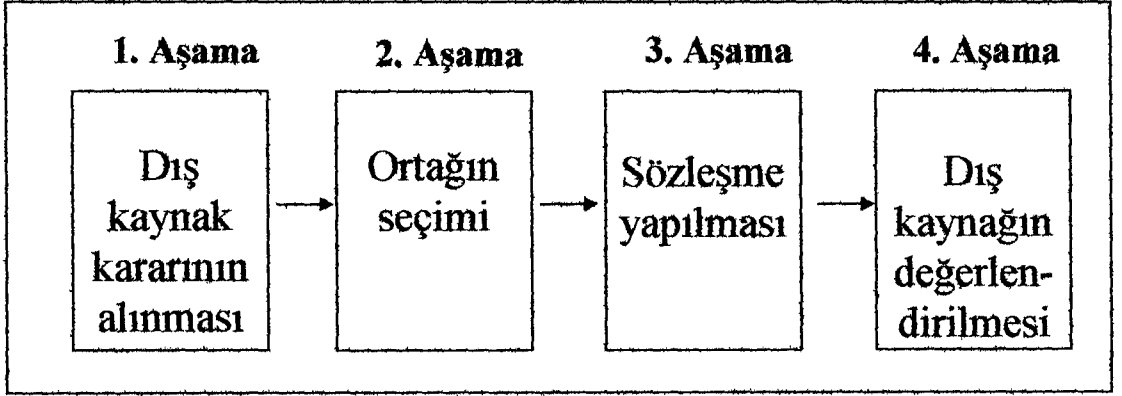 1. Aşama
2. Aşama
3. Aşama
4. Aşama
Dış
kaynak
kararının
alınması
Ortağın
seçimi
Sözleşme
yapılması
Dış
kaynağın
değerlen-
dirilmesi